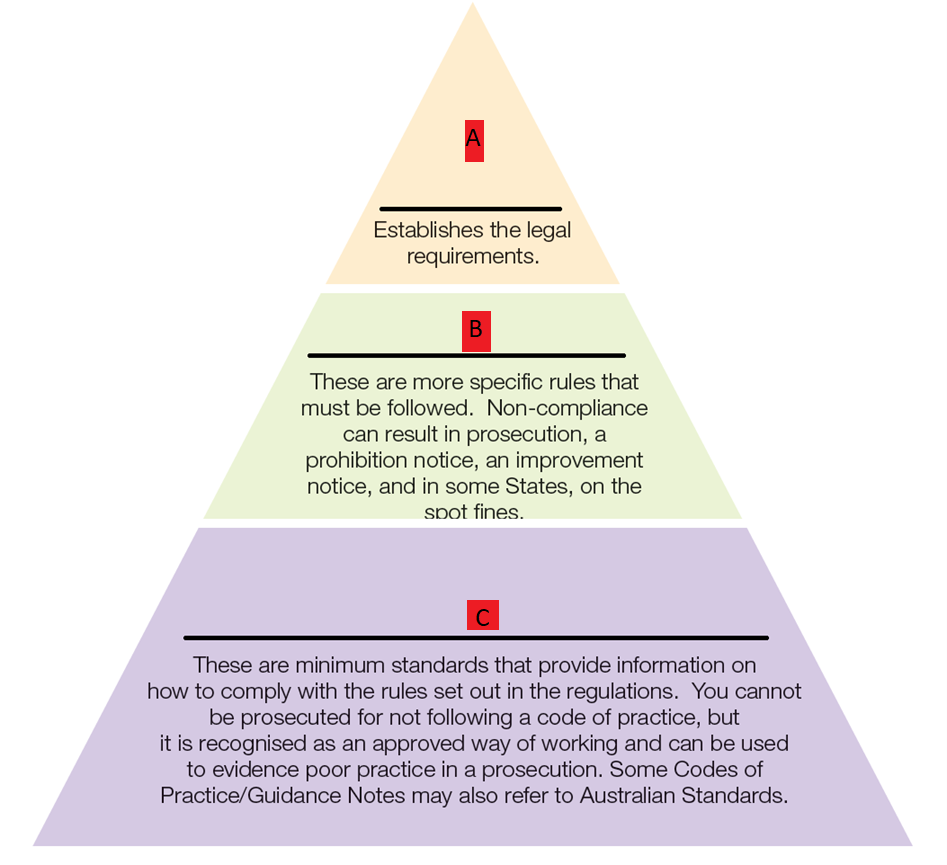 A
Establishes the legal
requirements.
B
These are more specific rules that
must be followed.  Non-compliance
can result in prosecution, a
prohibition notice, an improvement
notice, and in some States, on the
spot fines.
C
These are minimum standards that provide information on
how to comply with the rules set out in the regulations.  You cannot
be prosecuted for not following a code of practice, but
it is recognised as an approved way of working and can be used
to evidence poor practice in a prosecution. Some Codes of
Practice/Guidance Notes may also refer to Australian Standards.